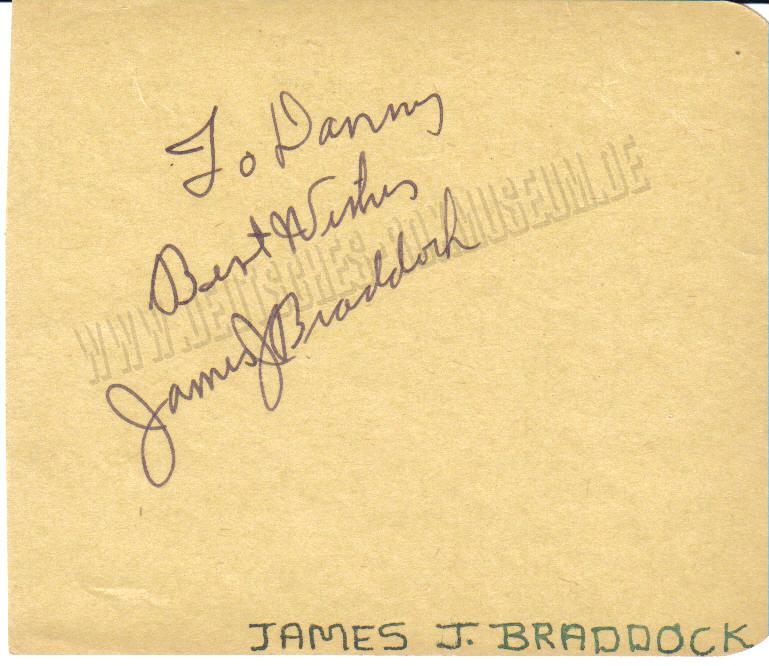 To Danny
Best Wishes
James J Braddock
WWW.DEUTSCHES-BOXMUSEUM.DE
JAMES J. BRADDOCK